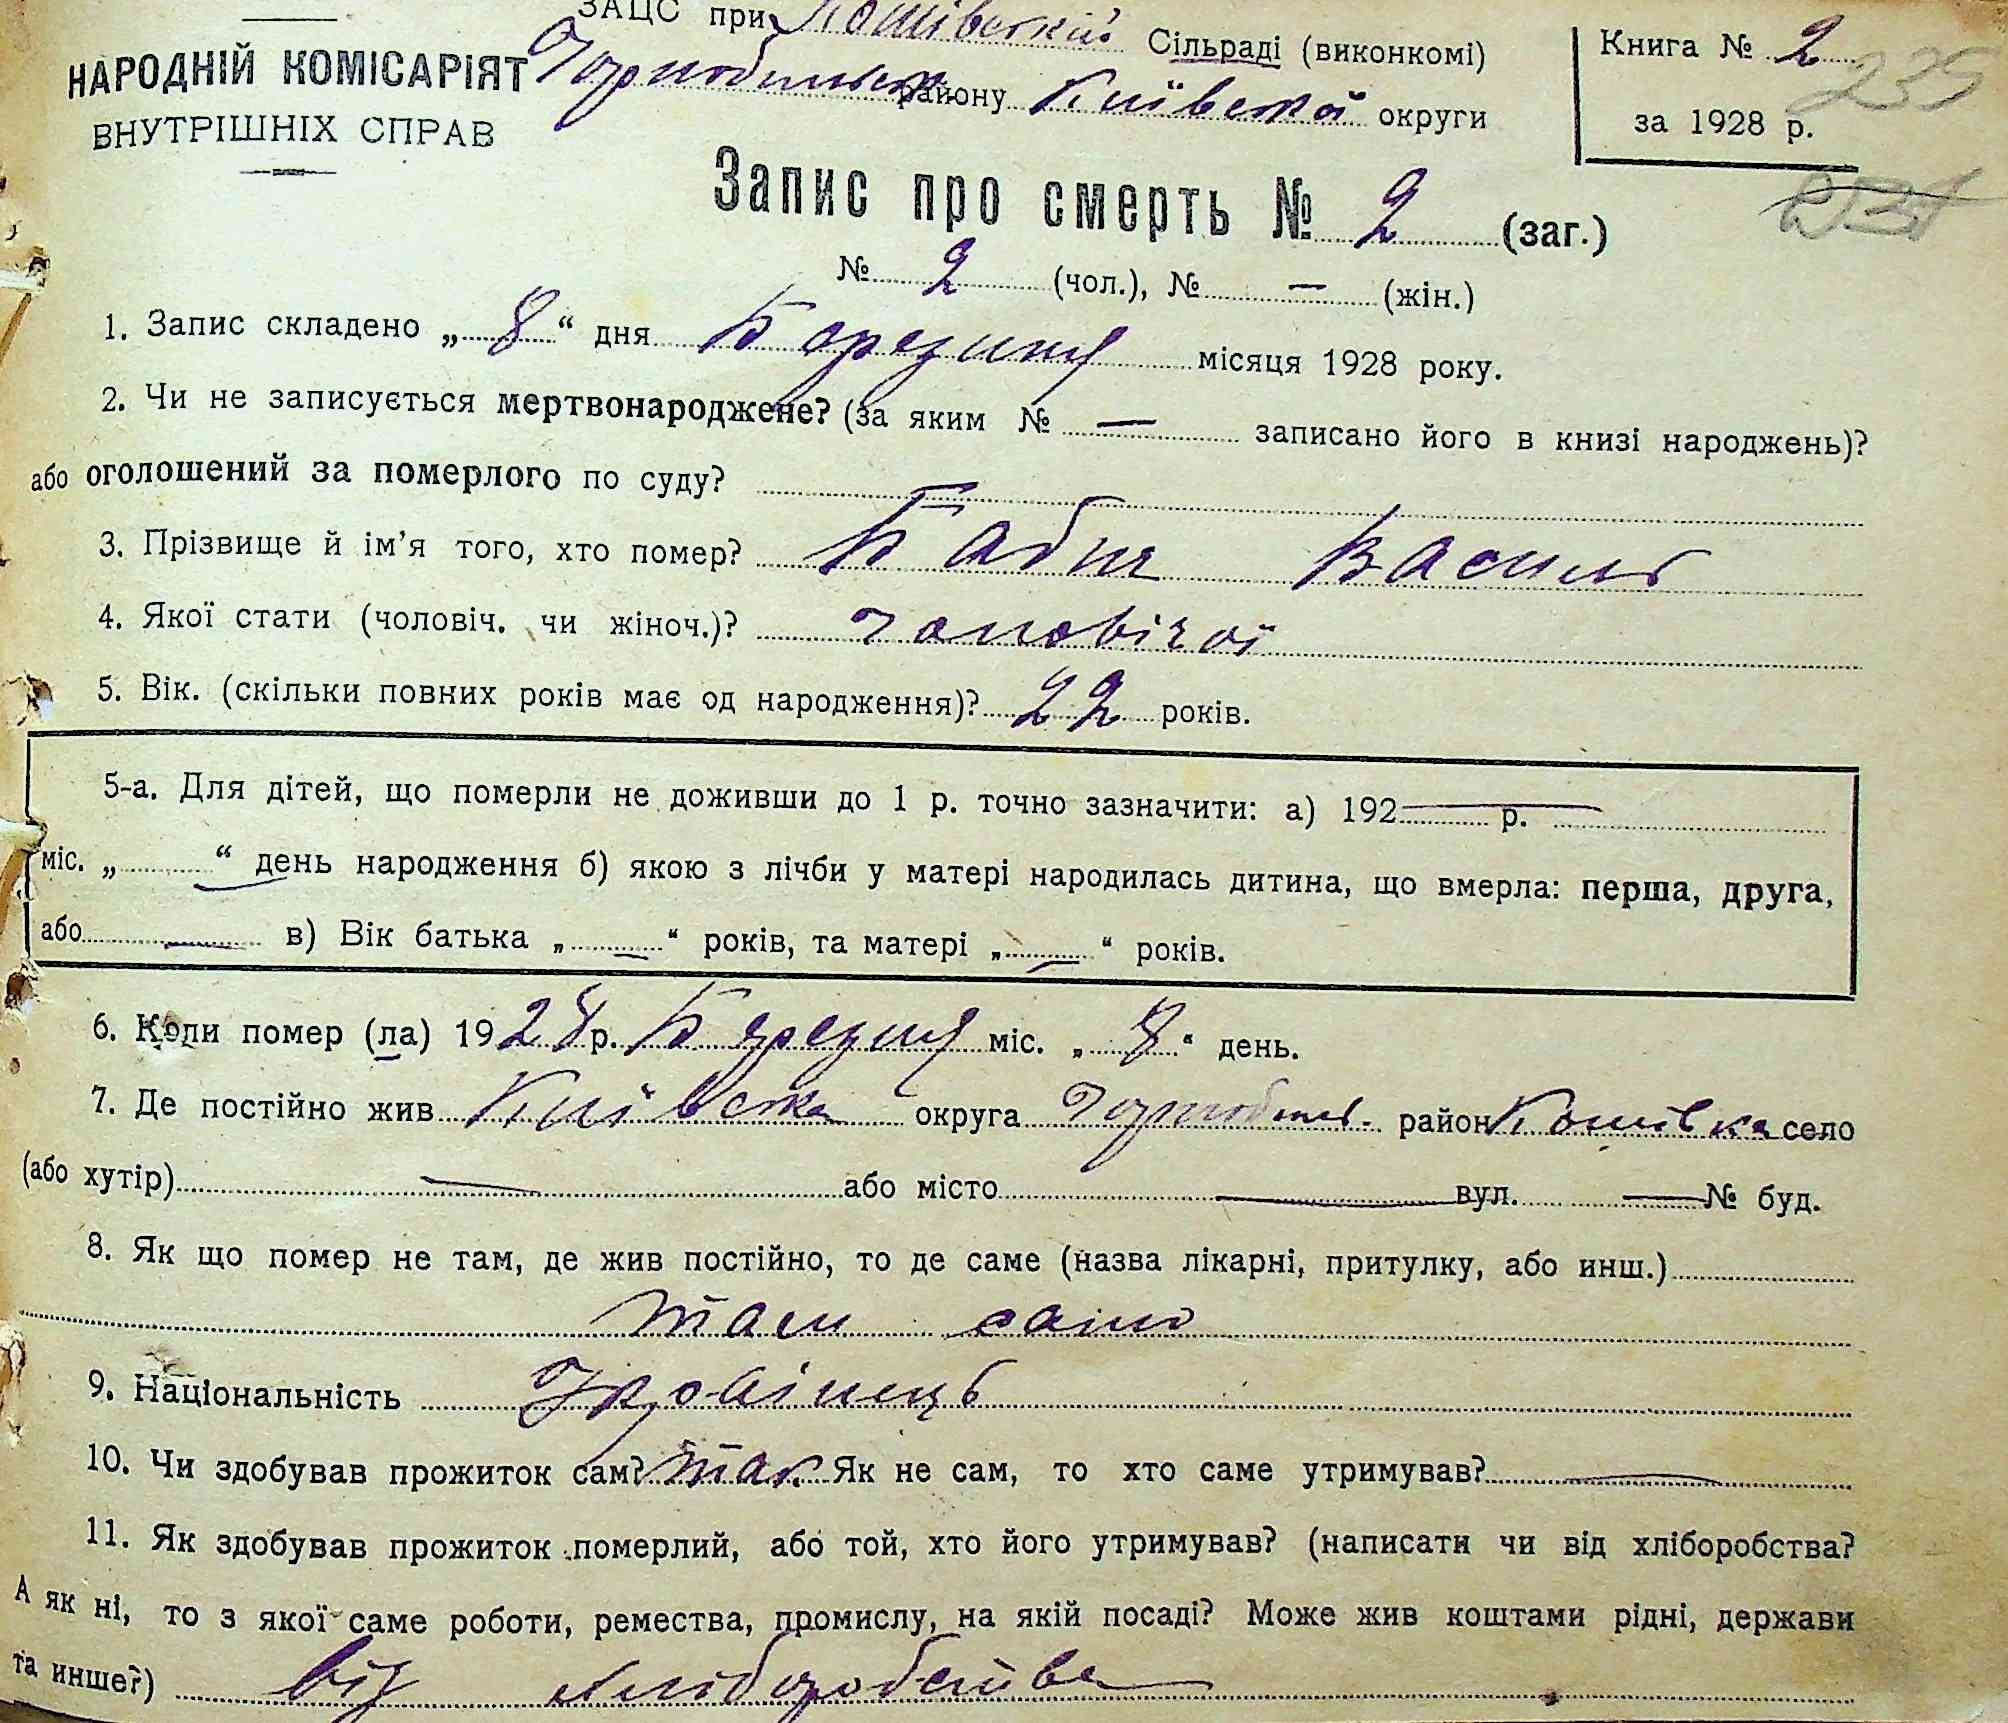 ЗАЦС при Кошівській Сільраді (виконкомі)
НАРОДНІЙ КОМІСАРІЯТ
ВНУТРІШНІХ СПРАВ
Чорнобильськ. району Київської округи
Книга № 2
за 1928 р.
235
Запис про смерть № 2 (заг.)
№ 2 (чол.), № — (жін.)
1. Запис складено „ 8 “ дня Березня місяця 1928 року.
2. Чи не записується мертвонароджене? (за яким № — записано його в книзі народжень)?
або оголошений за померлого по суду?
3. Прізвище й ім’я того, хто помер? Бабич Василь
4. Якої стати (чоловіч. чи жіноч.)? чоловічої
5. Вік. (скільки повних років має од народження)? 22 років.
5-а. Для дітей, що померли не доживши до 1 р. точно зазначити: а) 192 — р.
міс. „ — “ день народження б) якою з лічби у матері народилась дитина, що вмерла: перша, друга,
або — в) Вік батька „ — “ років, та матері „ — “ років.
6. Коли помер (ла) 1928 р. Березня міс. „ 8 “ день.
7. Де постійно жив Київська округа Чорнобильс. район Кошівка село
(або хутір) — або місто — вул. — № буд.
8. Як що помер не там, де жив постійно, то де саме (назва лікарні, притулку, або инш.)
там само
9. Національність Українець
10. Чи здобував прожиток сам? так Як не сам, то хто саме утримував? —
11. Як здобував прожиток померлий, або той, хто його утримував? (написати чи від хліборобства?
А як ні, то з якої саме роботи, ремества, промислу, на якій посаді? Може жив коштами рідні, держави
та инше?) від хліборобства